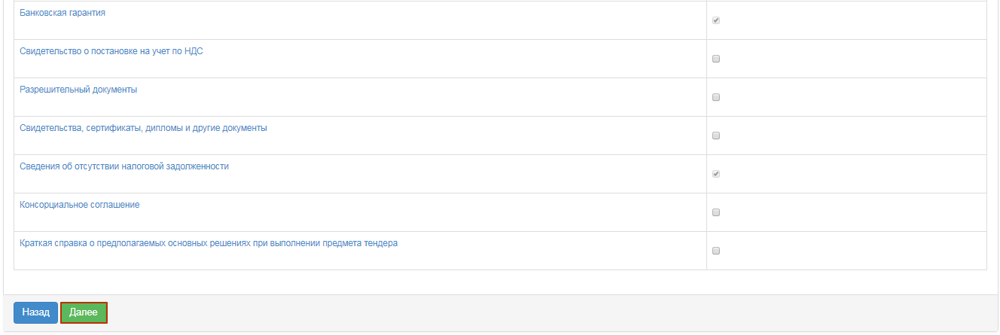 Банковская гарантия
Свидетельство о постановке на учет по НДС
Разрешительный документы
Свидетельства, сертификаты, дипломы и другие документы
Сведения об отсутствии налоговой задолженности
Консорциальное соглашение
Краткая справка о предполагаемых основных решениях при выполнении предмета тендера
Назад Далее